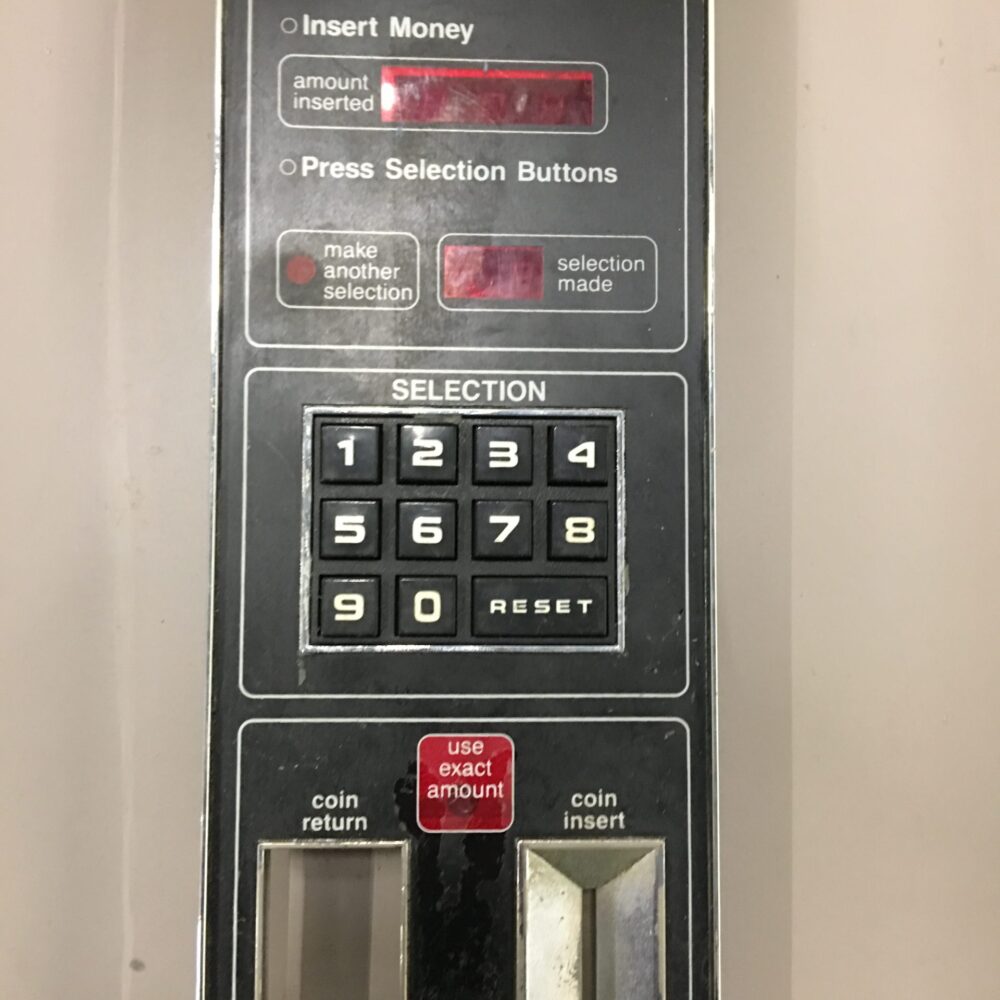 Insert Money
amount
inserted
Press Selection Buttons
make
another
selection
selection
made
SELECTION
1 2 3 4
5 6 7 8
9 0 RESET
use
exact
amount
coin
return
coin
insert